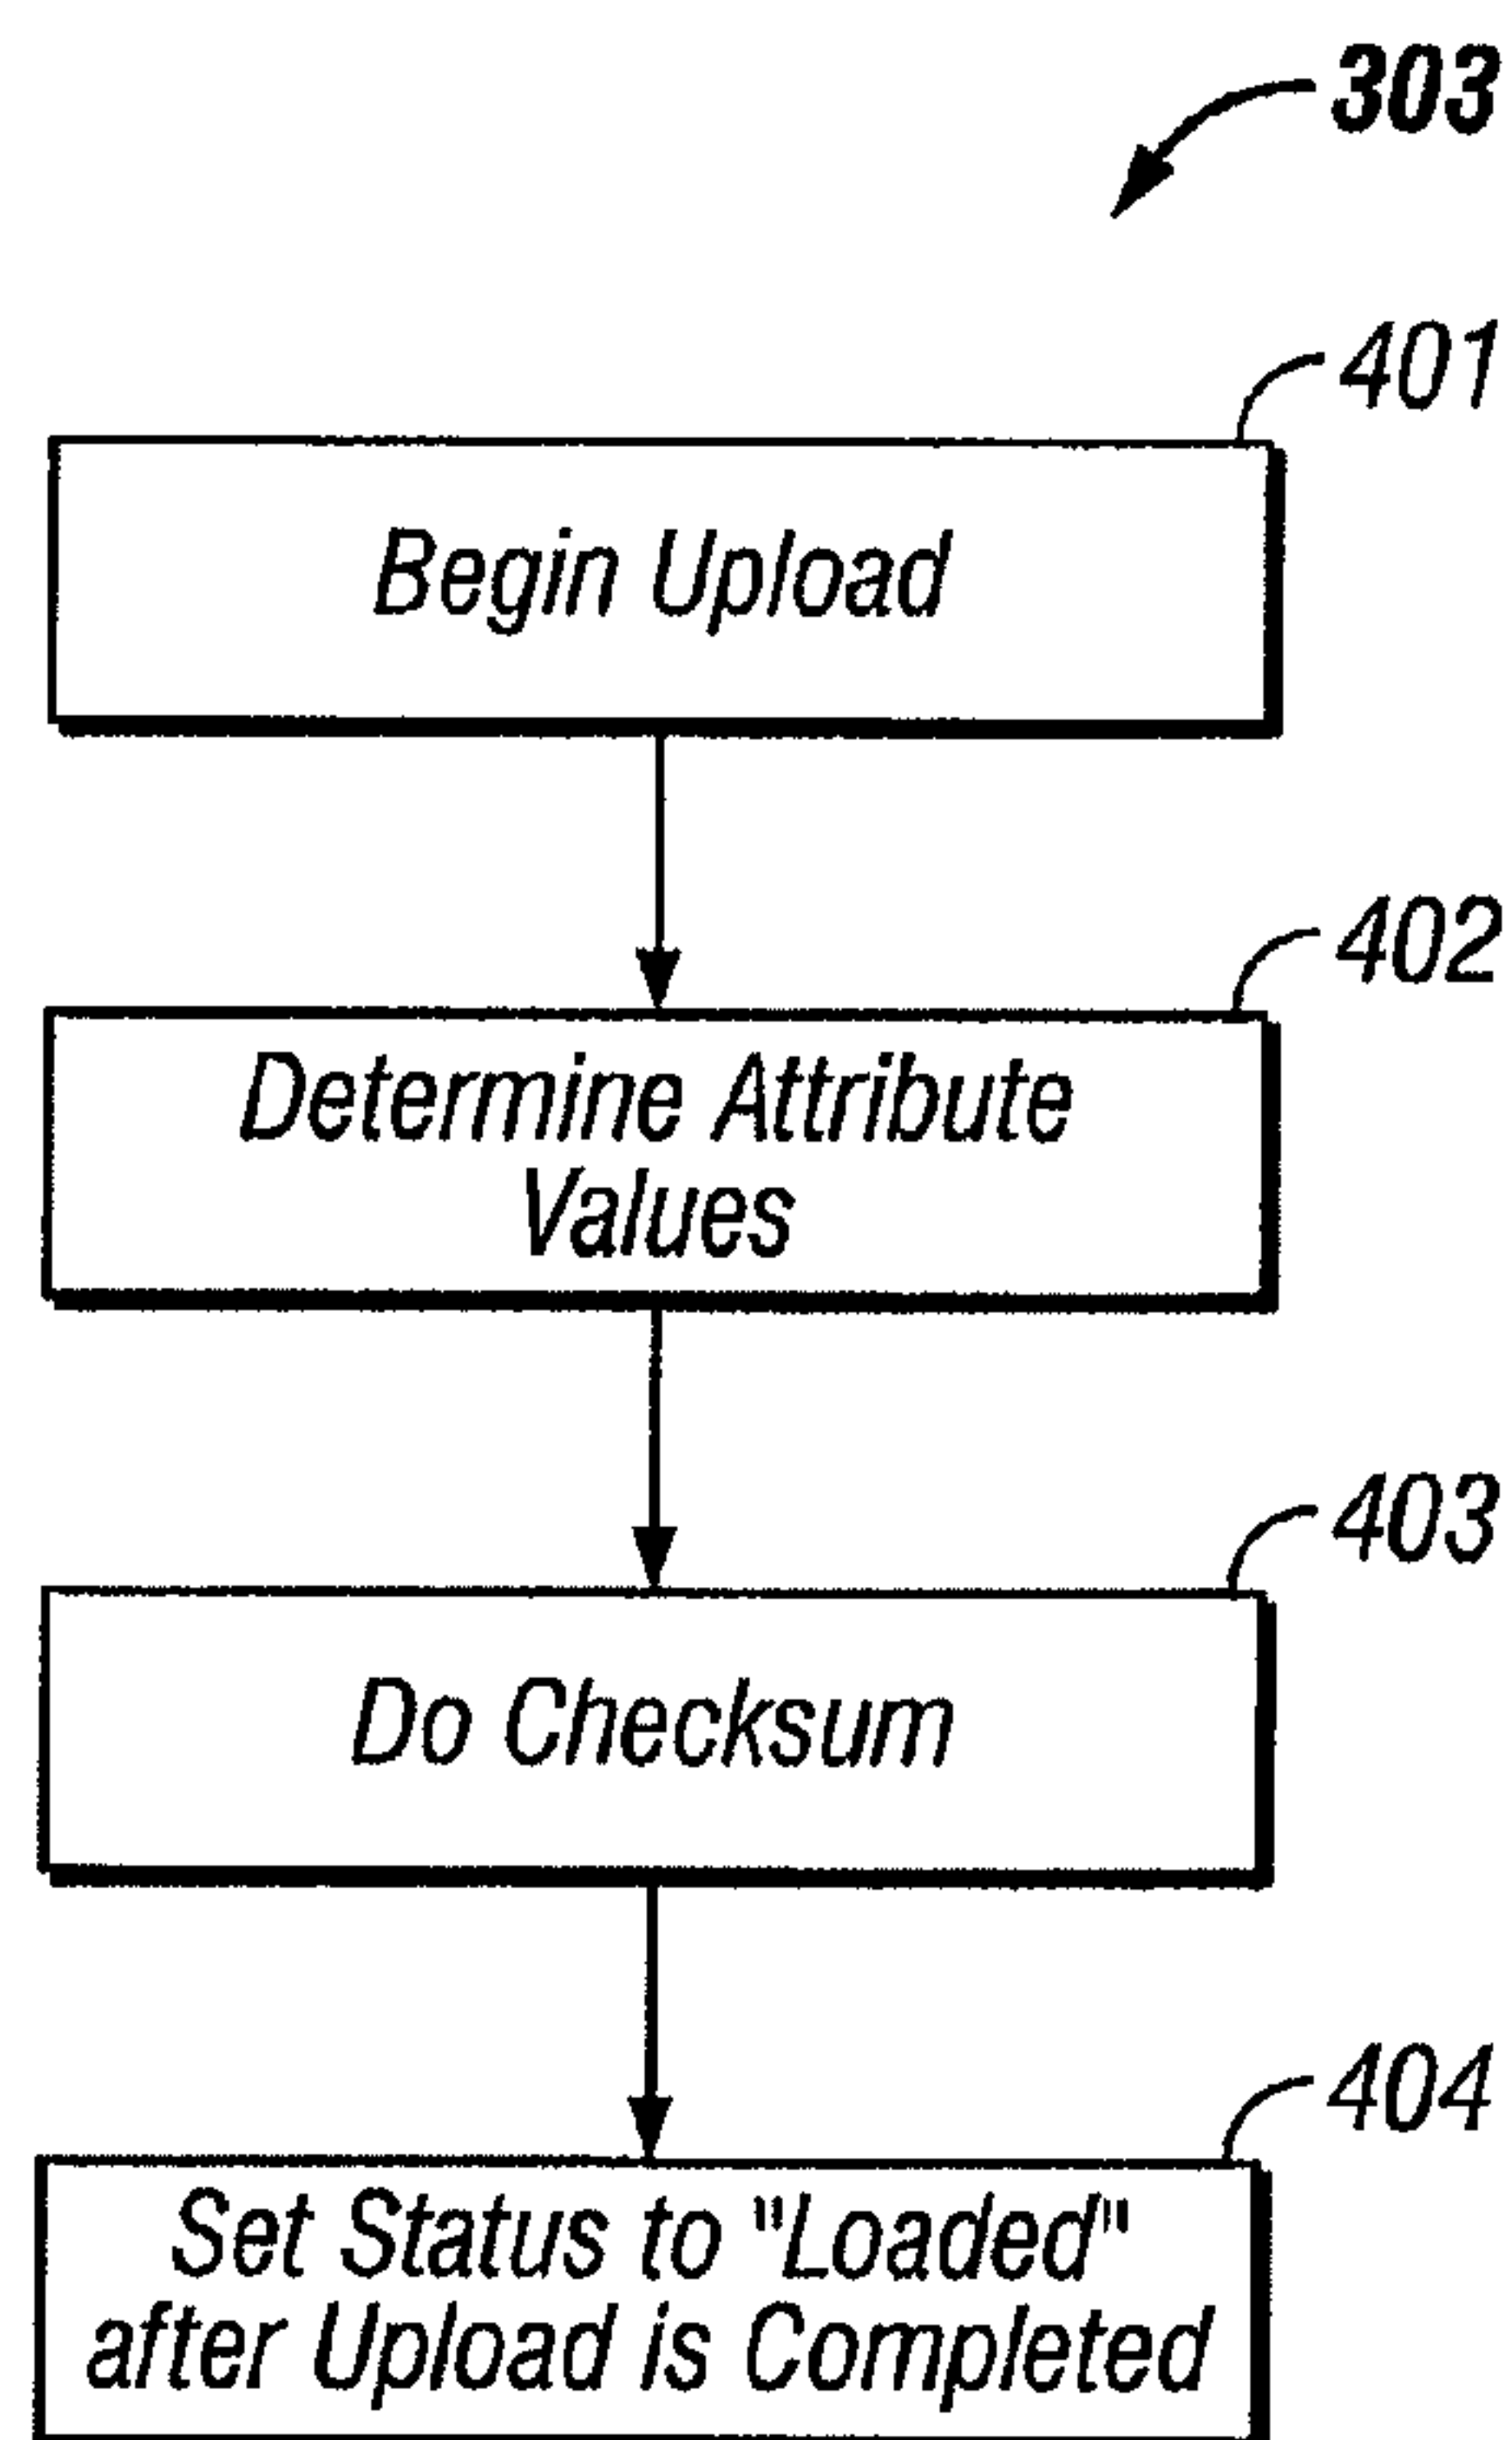 303
401
Begin Upload
402
Determine Attribute
Values
403
Do Checksum
404
Set Status to "Loaded"
after Upload is Completed